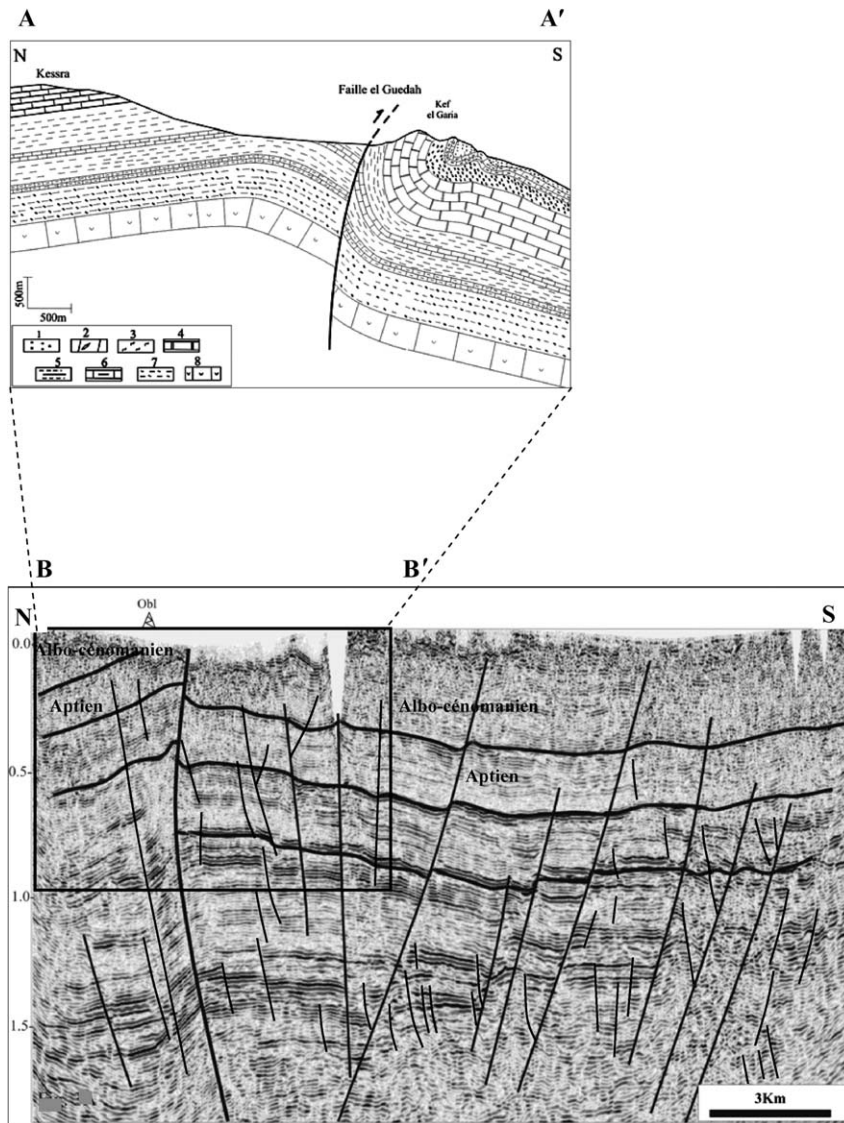 A A′
N S
Kessra
Faille el Guedah
Kef
el Garia
500m
500m
1 2 3 4
5 6 7 8
B B′
N Obl S
0.0
Albo-cénomanien
Aptien Albo-cénomanien
0.5
Aptien
1.0
1.5
3Km